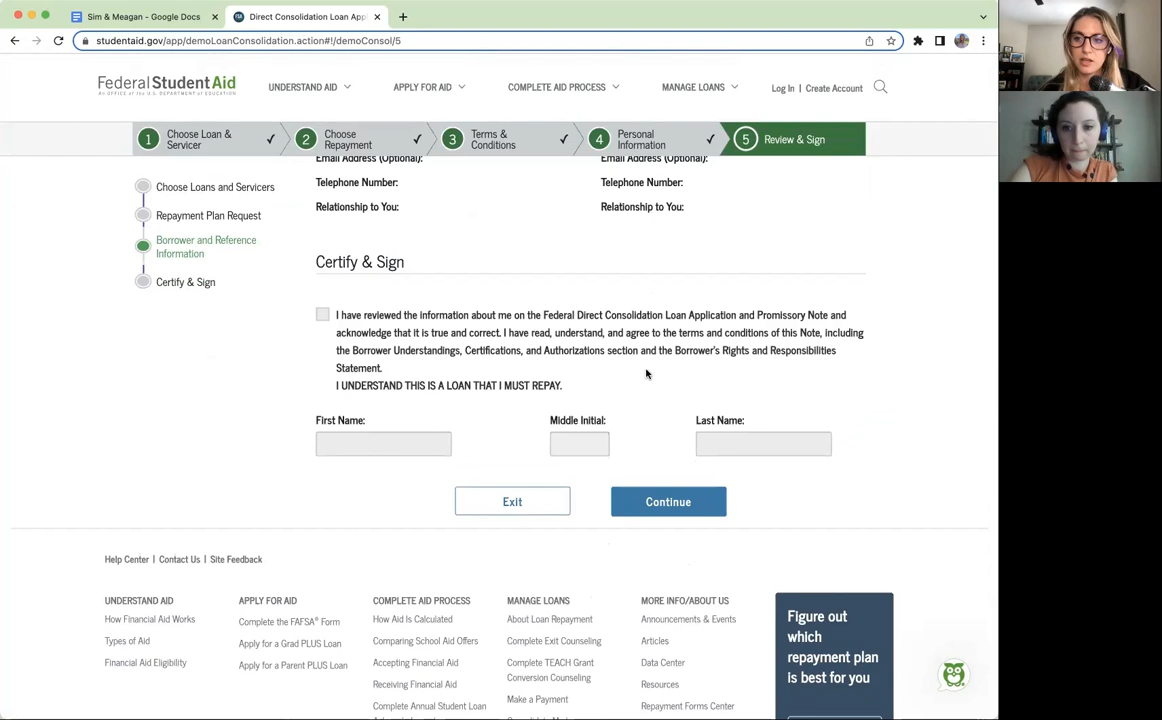 Sim & Meagan - Google Docs
Direct Consolidation Loan App
studentaid.gov/app/demoLoanConsolidation.action#!/demoConsol/5
Federal StudentAid
AN OFFICE OF THE U.S. DEPARTMENT OF EDUCATION
UNDERSTAND AID
APPLY FOR AID
COMPLETE AID PROCESS
MANAGE LOANS
Log In | Create Account
1 Choose Loan & Servicer
2 Choose Repayment
3 Terms & Conditions
4 Personal Information
5 Review & Sign
Choose Loans and Servicers
Repayment Plan Request
Borrower and Reference
Information
Certify & Sign
Email Address (Optional):
Email Address (Optional):
Telephone Number:
Telephone Number:
Relationship to You:
Relationship to You:
Certify & Sign
I have reviewed the information about me on the Federal Direct Consolidation Loan Application and Promissory Note and
acknowledge that it is true and correct. I have read, understand, and agree to the terms and conditions of this Note, including
the Borrower Understandings, Certifications, and Authorizations section and the Borrower's Rights and Responsibilities
Statement.
I UNDERSTAND THIS IS A LOAN THAT I MUST REPAY.
First Name:
Middle Initial:
Last Name:
Exit
Continue
Help Center | Contact Us | Site Feedback
UNDERSTAND AID
How Financial Aid Works
Types of Aid
Financial Aid Eligibility
APPLY FOR AID
Complete the FAFSA® Form
Apply for a Grad PLUS Loan
Apply for a Parent PLUS Loan
COMPLETE AID PROCESS
How Aid Is Calculated
Comparing School Aid Offers
Accepting Financial Aid
Receiving Financial Aid
Complete Annual Student Loan
MANAGE LOANS
About Loan Repayment
Complete Exit Counseling
Complete TEACH Grant
Conversion Counseling
Make a Payment
MORE INFO/ABOUT US
Announcements & Events
Articles
Data Center
Resources
Repayment Forms Center
Figure out
which
repayment plan
is best for you